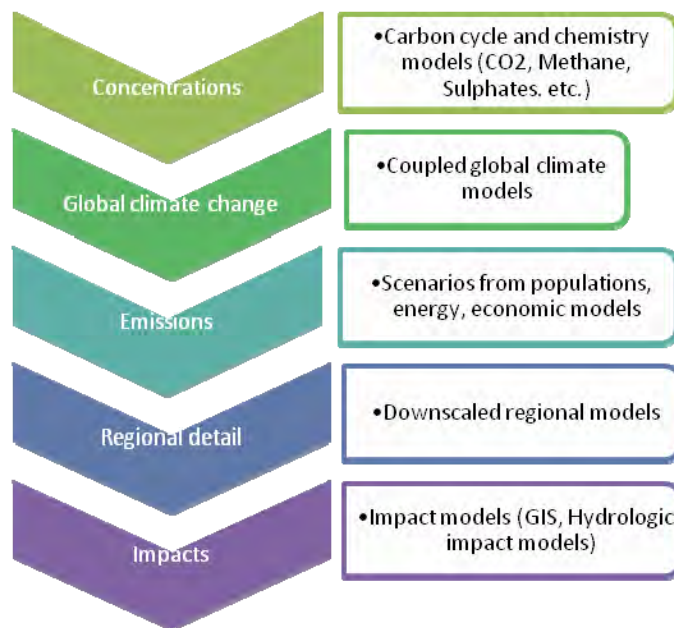 Concentrations
•Carbon cycle and chemistry
models (CO2, Methane,
Sulphates. etc.)
Global climate change
•Coupled global climate
models
Emissions
•Scenarios from populations,
energy, economic models
Regional detail
•Downscaled regional models
Impacts
•Impact models (GIS, Hydrologic
impact models)